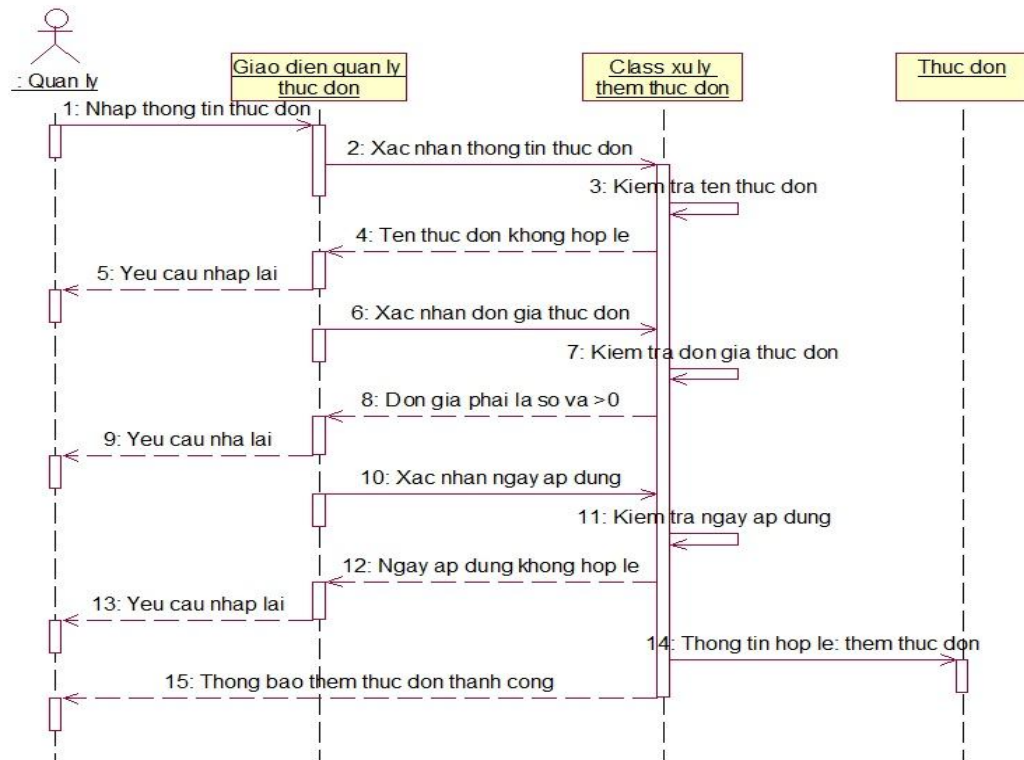 : Quan ly
Giao dien quan ly
thuc don
Class xu ly
them thuc don
Thuc don
1: Nhap thong tin thuc don
2: Xac nhan thong tin thuc don
3: Kiem tra ten thuc don
4: Ten thuc don khong hop le
5: Yeu cau nhap lai
6: Xac nhan don gia thuc don
7: Kiem tra don gia thuc don
8: Don gia phai la so va >0
9: Yeu cau nha lai
10: Xac nhan ngay ap dung
11: Kiem tra ngay ap dung
12: Ngay ap dung khong hop le
13: Yeu cau nhap lai
14: Thong tin hop le: them thuc don
15: Thong bao them thuc don thanh cong